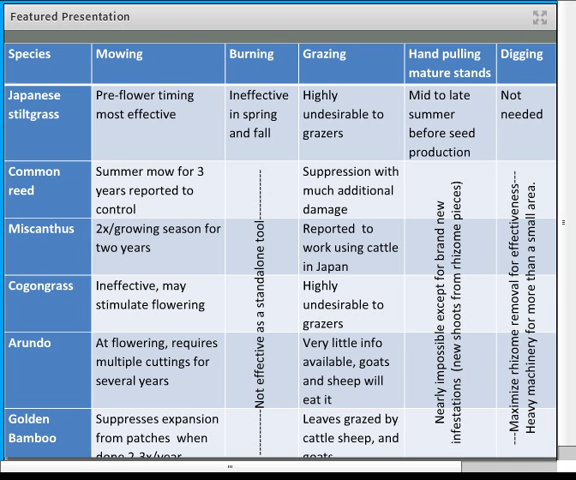 Featured Presentation
Species Mowing Burning Grazing Hand pulling mature stands Digging
Japanese stiltgrass
Pre-flower timing most effective
Ineffective in spring and fall
Highly undesirable to grazers
Mid to late summer before seed production
Not needed
Common reed
Summer mow for 3 years reported to control
Suppression with much additional damage
Miscanthus
2x/growing season for two years
Reported to work using cattle in Japan
Cogongrass
Ineffective, may stimulate flowering
Highly undesirable to grazers
Arundo
At flowering, requires multiple cuttings for several years
Very little info available, goats and sheep will eat it
Golden Bamboo
Suppresses expansion from patches when done 2-3x/year
Leaves grazed by cattle sheep, and goats
----------Not effective as a standalone tool----------
Nearly impossible except for brand new infestations (new shoots from rhizome pieces)
---Maximize rhizome removal for effectiveness---
Heavy machinery for more than a small area.